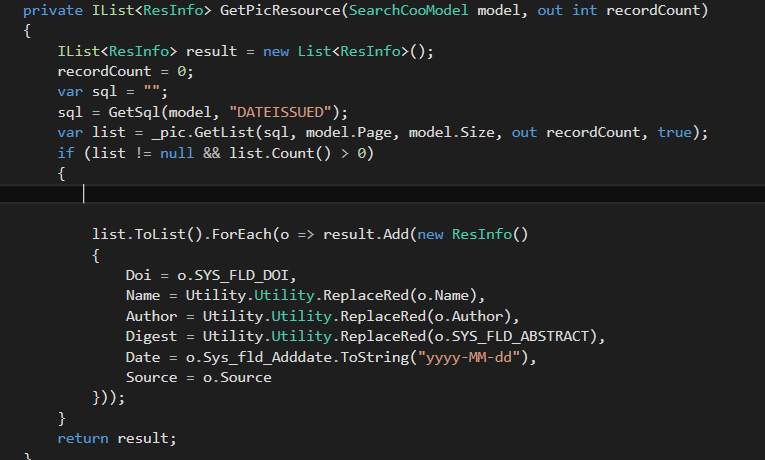 private IList<ResInfo> GetPicResource(SearchCooModel model, out int recordCount)
{
    IList<ResInfo> result = new List<ResInfo>();
    recordCount = 0;
    var sql = "";
    sql = GetSql(model, "DATEISSUED");
    var list = _pic.GetList(sql, model.Page, model.Size, out recordCount, true);
    if (list != null && list.Count() > 0)
    {
        list.ToList().ForEach(o => result.Add(new ResInfo()
        {
            Doi = o.SYS_FLD_DOI,
            Name = Utility.Utility.ReplaceRed(o.Name),
            Author = Utility.Utility.ReplaceRed(o.Author),
            Digest = Utility.Utility.ReplaceRed(o.SYS_FLD_ABSTRACT),
            Date = o.Sys_fld_Adddate.ToString("yyyy-MM-dd"),
            Source = o.Source
        }));
    }
    return result;
}